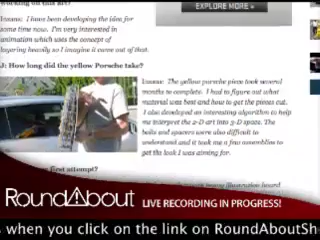 working on this art?
EXPLORE MORE ►
I have been developing the idea for
some time now. I'm very interested in
animation which uses the concept of
layering heavily so I imagine it came out of that.
J: How long did the yellow Porsche take?
The yellow porsche piece took several
months to complete. I had to figure out what
material was best and how to get the pieces cut.
I also developed an interesting algorithm to help
me interpret the 2-D art into 3-D space. The
bolts and spacers were also difficult to
understand and it took me a few assemblies to
get the look I was aiming for.
first attempt?
RoundAbout
LIVE RECORDING IN PROGRESS!
s when you click on the link on RoundAboutSh